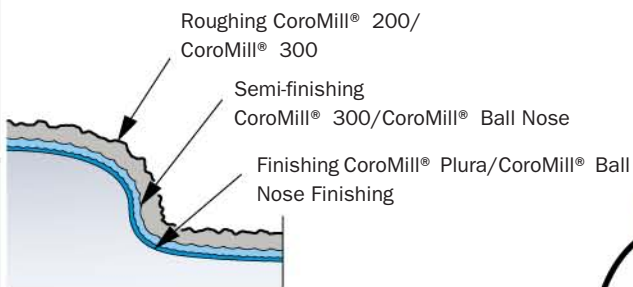 Roughing CoroMill® 200/
CoroMill® 300
Semi-finishing
CoroMill® 300/CoroMill® Ball Nose
Finishing CoroMill® Plura/CoroMill® Ball
Nose Finishing